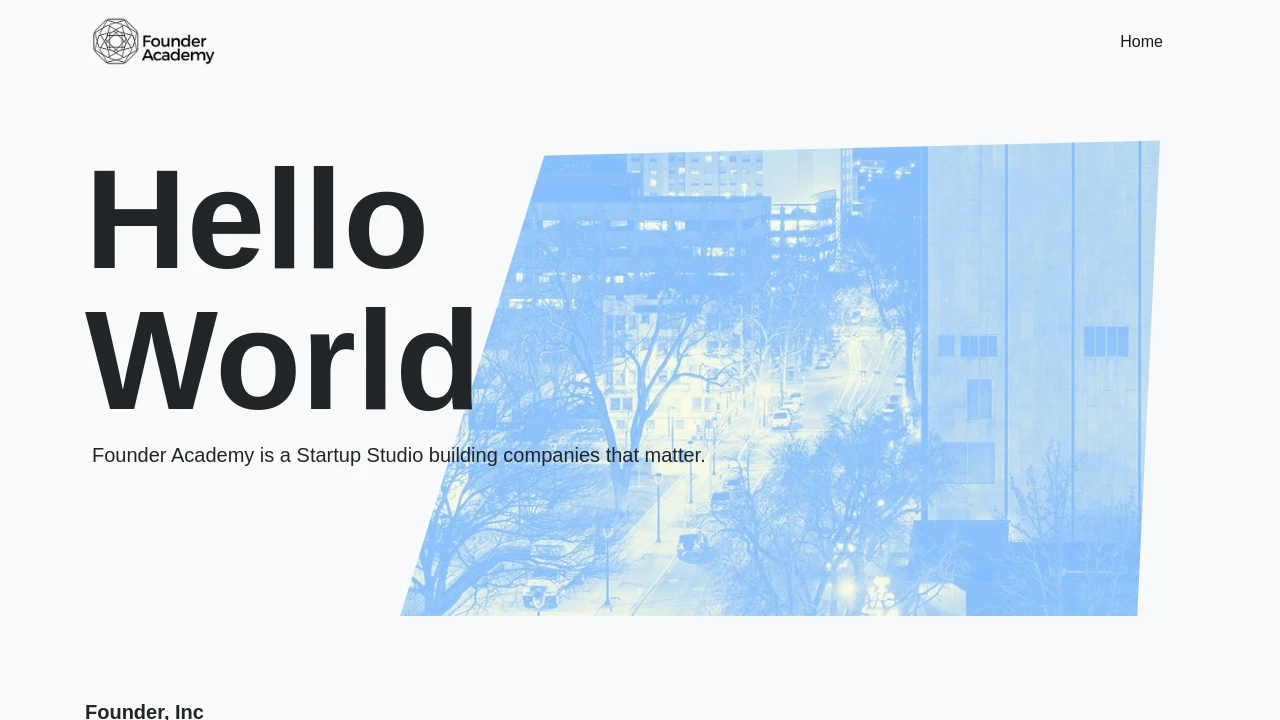 Founder
Academy
Home
Hello
World
Founder Academy is a Startup Studio building companies that matter.
Founder, Inc